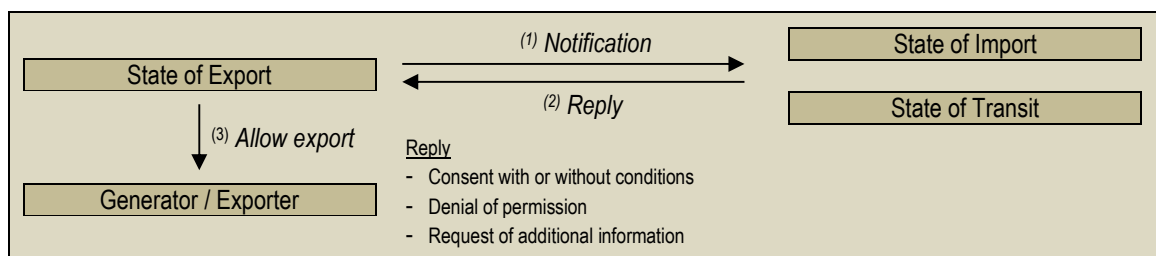 (1) Notification
State of Import
State of Export
(2) Reply
State of Transit
(3) Allow export
Reply
- Consent with or without conditions
Generator / Exporter
- Denial of permission
- Request of additional information